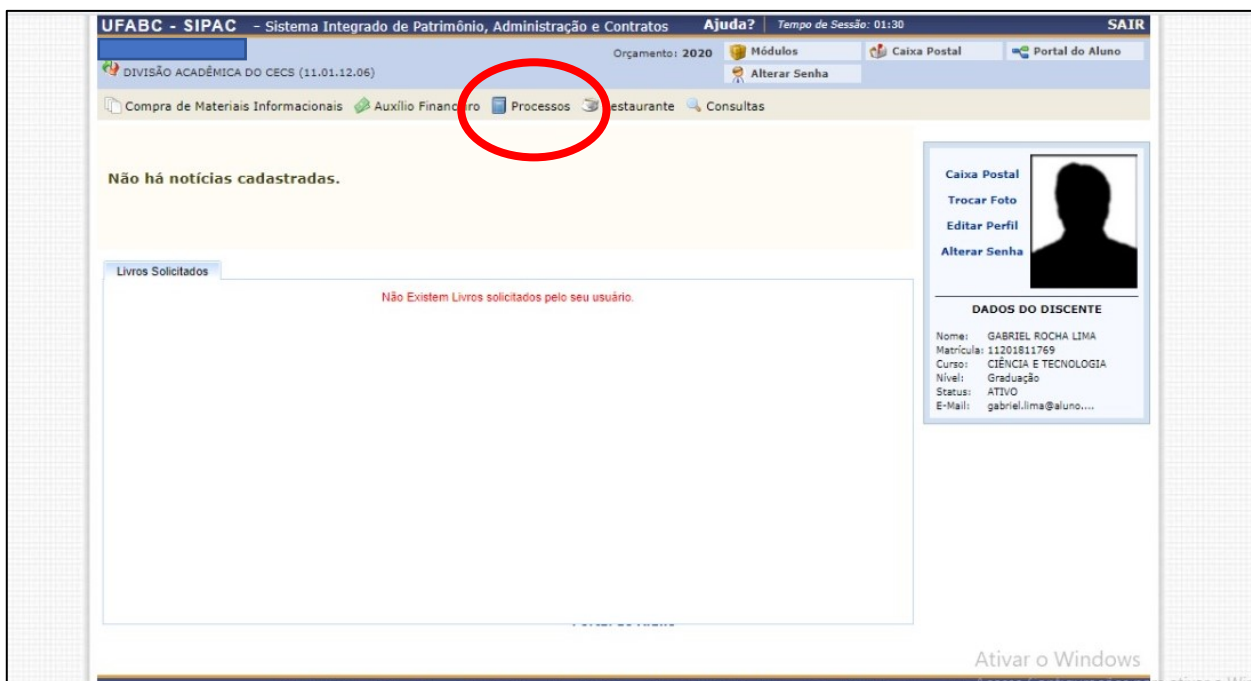 UFABC - SIPAC - Sistema Integrado de Patrimônio, Administração e Contratos Ajuda? Tempo de Sessão: 01:30 SAIR
Orçamento: 2020 Módulos Caixa Postal Portal do Aluno
DIVISÃO ACADÊMICA DO CECS (11.01.12.06) Alterar Senha
Compra de Materiais Informacionais Auxílio Financeiro Processos Restaurante Consultas
Não há notícias cadastradas.
Caixa Postal
Trocar Foto
Editar Perfil
Alterar Senha
Livros Solicitados
Não Existem Livros solicitados pelo seu usuário.
DADOS DO DISCENTE
Nome: GABRIEL ROCHA LIMA
Matrícula: 11201811769
Curso: CIÊNCIA E TECNOLOGIA
Nível: Graduação
Status: ATIVO
E-Mail: gabriel.lima@aluno....
Ativar o Windows